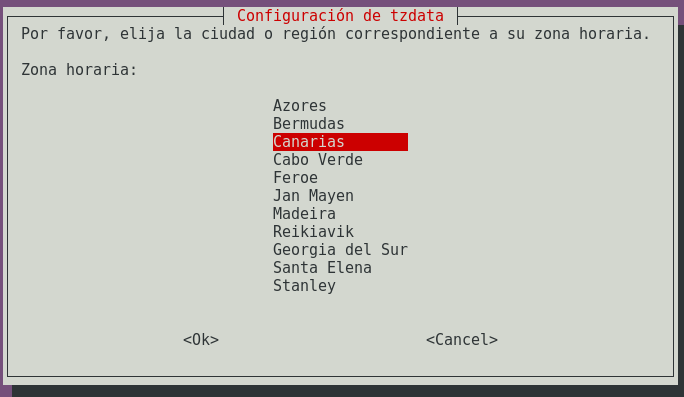 Configuración de tzdata
Por favor, elija la ciudad o región correspondiente a su zona horaria.
Zona horaria:
Azores
Bermudas
Canarias
Cabo Verde
Feroe
Jan Mayen
Madeira
Reikiavik
Georgia del Sur
Santa Elena
Stanley
<Ok> <Cancel>